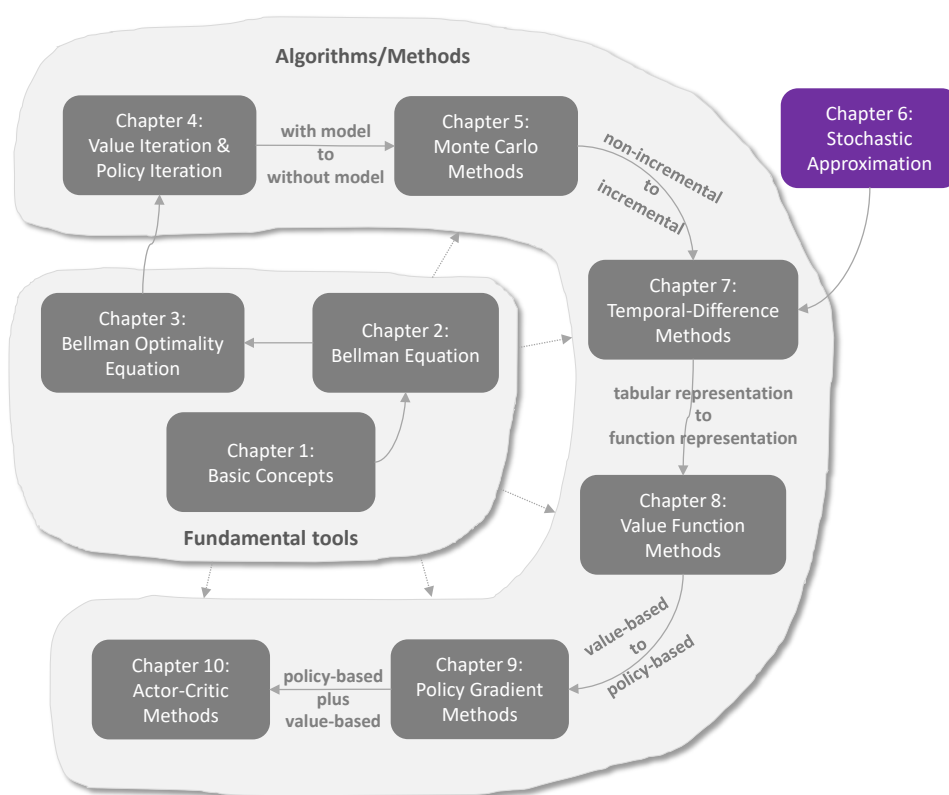 Algorithms/Methods
Chapter 4:
Value Iteration &
Policy Iteration
with model
to
without model
Chapter 5:
Monte Carlo
Methods
non-incremental
to
incremental
Chapter 6:
Stochastic
Approximation
Chapter 3:
Bellman Optimality
Equation
Chapter 2:
Bellman Equation
Chapter 7:
Temporal-Difference
Methods
Chapter 1:
Basic Concepts
Fundamental tools
tabular representation
to
function representation
Chapter 8:
Value Function
Methods
value-based
to
policy-based
Chapter 9:
Policy Gradient
Methods
policy-based
plus
value-based
Chapter 10:
Actor-Critic
Methods